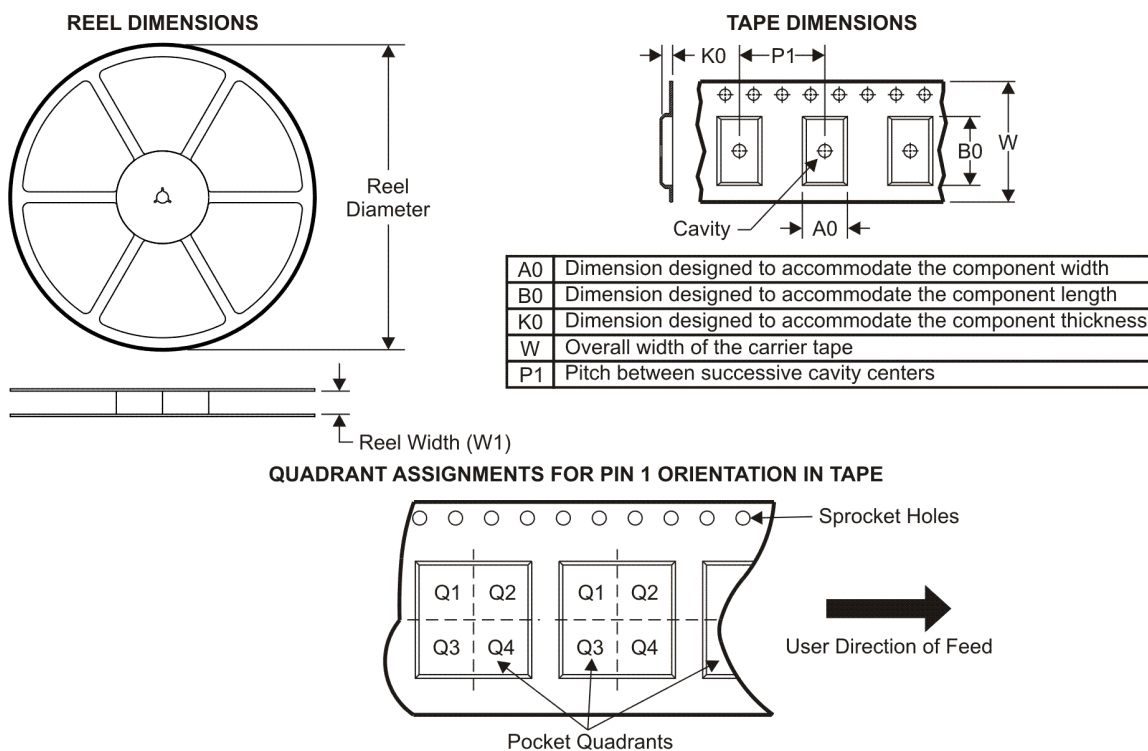 REEL DIMENSIONS
Reel
Diameter
Reel Width (W1)
TAPE DIMENSIONS
K0
P1
B0
W
Cavity
A0
A0 Dimension designed to accommodate the component width
B0 Dimension designed to accommodate the component length
K0 Dimension designed to accommodate the component thickness
W Overall width of the carrier tape
P1 Pitch between successive cavity centers
QUADRANT ASSIGNMENTS FOR PIN 1 ORIENTATION IN TAPE
Sprocket Holes
Q1 Q2 Q1 Q2
Q3 Q4 Q3 Q4
User Direction of Feed
Pocket Quadrants